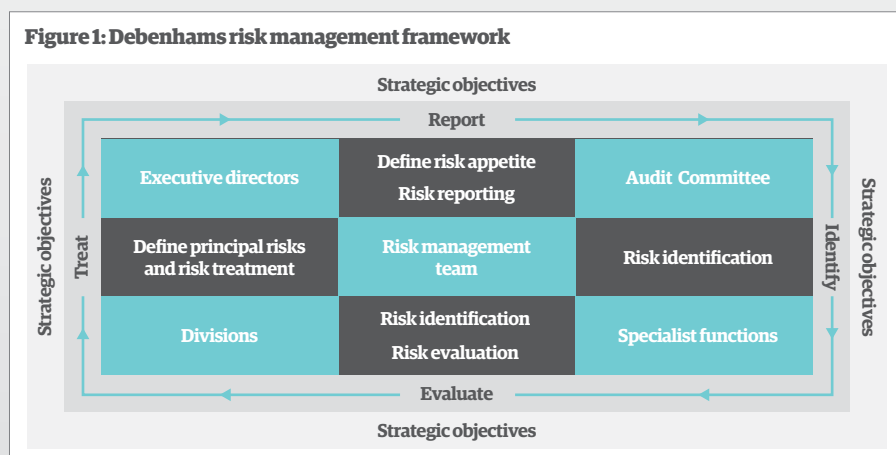 Figure 1: Debenhams risk management framework
Strategic objectives
Report
Strategic objectives
Treat
Executive directors
Define risk appetite
Risk reporting
Audit Committee
Define principal risks
and risk treatment
Risk management
team
Risk identification
Divisions
Risk identification
Risk evaluation
Specialist functions
Identify
Strategic objectives
Evaluate
Strategic objectives